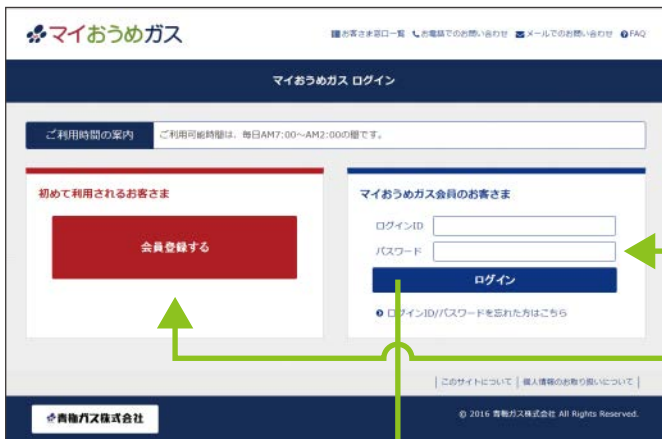 マイおうめガス
お客さま窓口一覧 お電話でのお問い合わせ メールでのお問い合わせ FAQ
マイおうめガス ログイン
ご利用時間の案内 ご利用可能時間は、毎日AM7:00～AM2:00の間です。
初めて利用されるお客さま
会員登録する
マイおうめガス会員のお客さま
ログインID
パスワード
ログイン
ログインID/パスワードを忘れた方はこちら
このサイトについて 個人情報のお取り扱いについて
青梅ガス株式会社
© 2016 青梅ガス株式会社 All Rights Reserved.